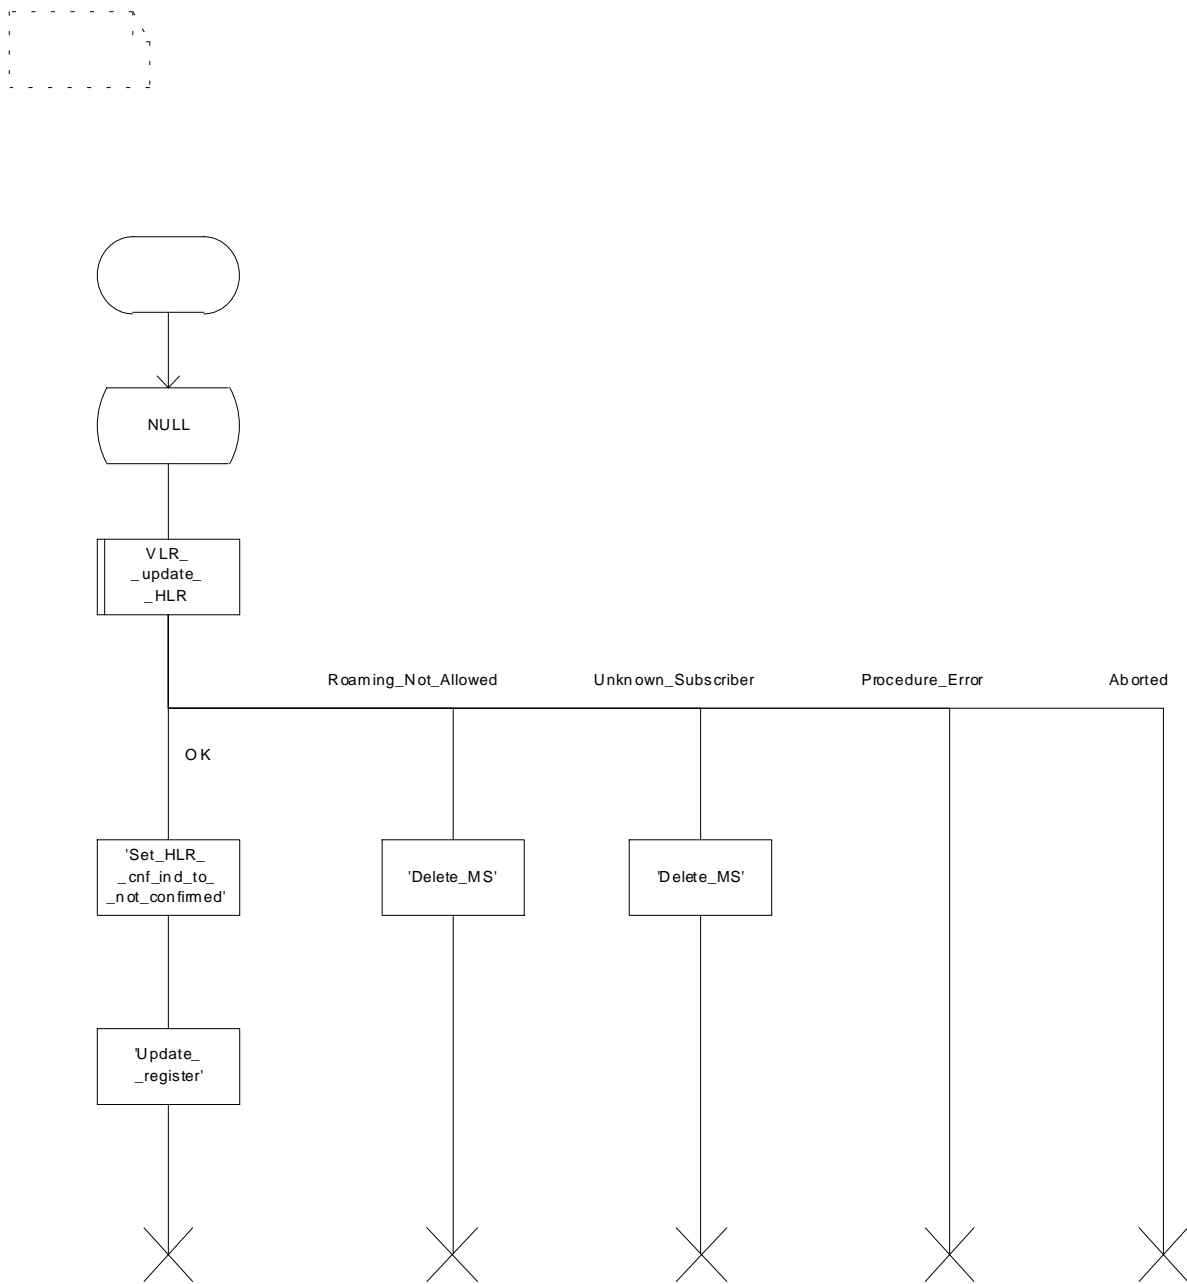 NULL
VLR_
_update_
_HLR
Roaming_Not_Allowed
Unknown_Subscriber
Procedure_Error
Aborted
OK
'Set_HLR_
_cnf_ind_to_
_not_confirmed'
'Delete_MS'
'Delete_MS'
'Update_
_register'